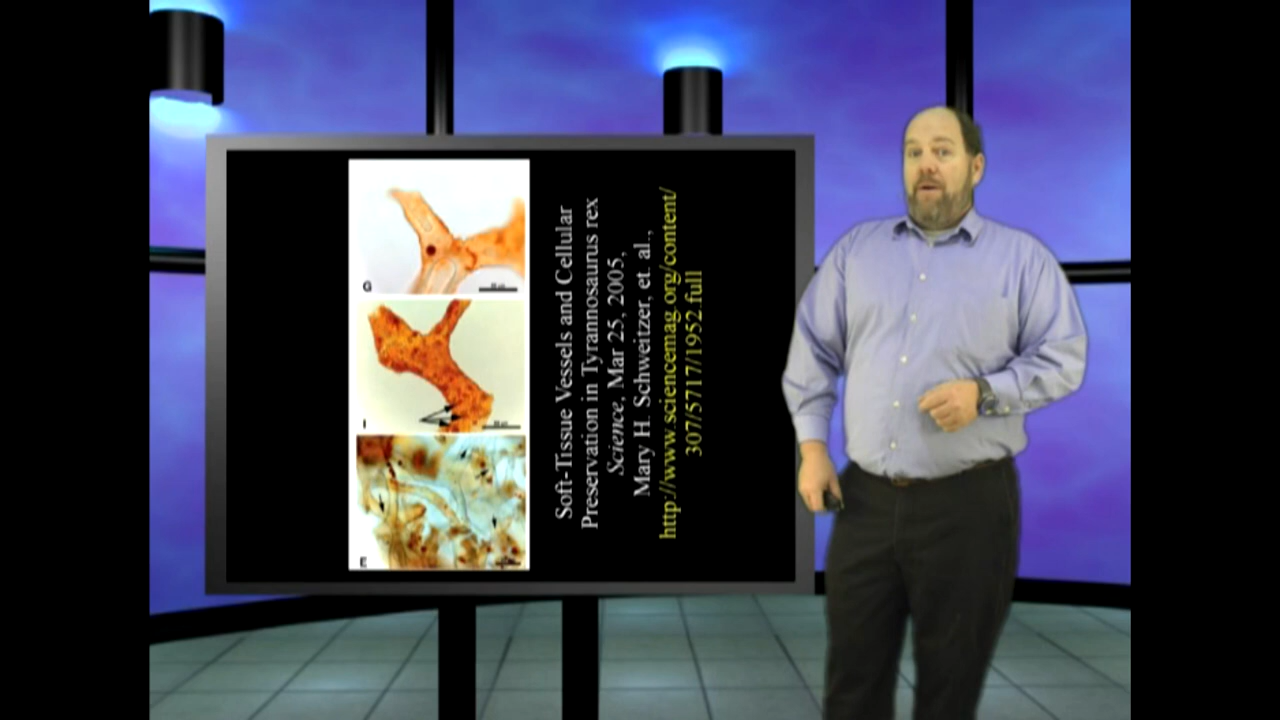 G
I
E
Soft-Tissue Vessels and Cellular
Preservation in Tyrannosaurus rex
Science, Mar 25, 2005,
Mary H. Schweitzer, et. al.,
http://www.sciencemag.org/content/
307/5717/1952.full